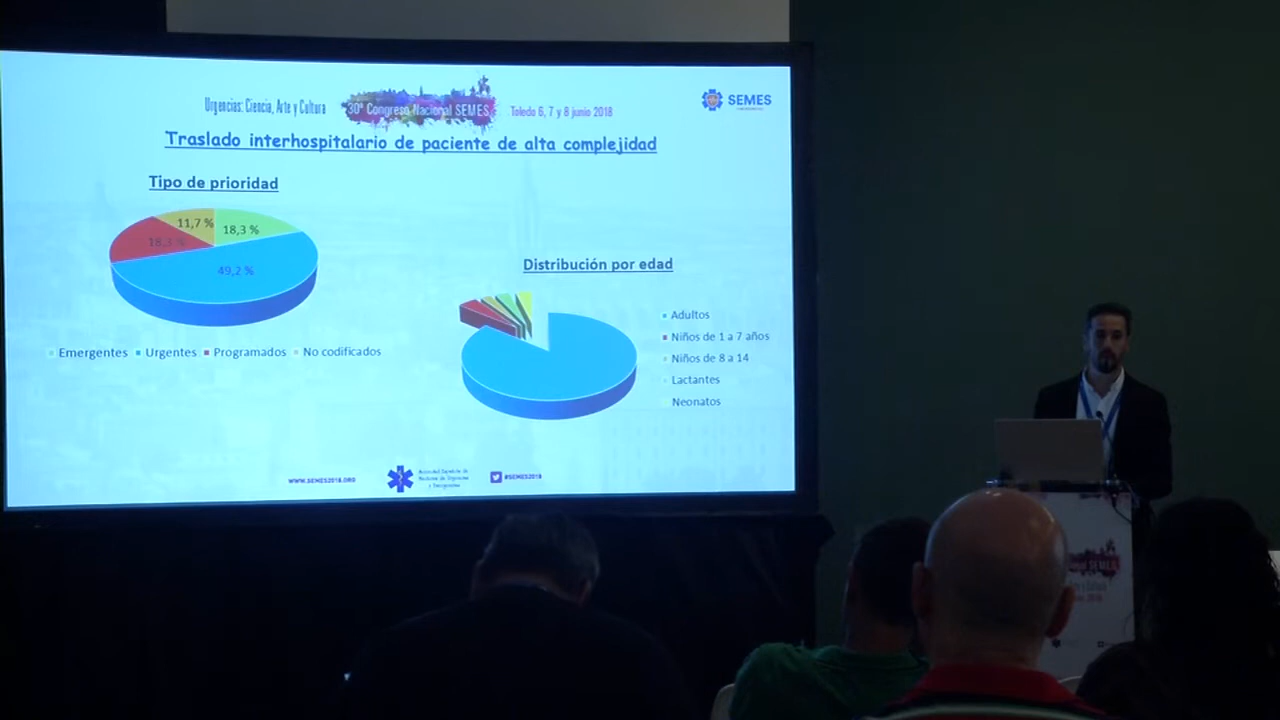 Urgencias: Ciencia, Arte y Cultura
30º Congreso Nacional SEMES
Toledo 6, 7 y 8 junio 2018
SEMES
Traslado interhospitalario de paciente de alta complejidad
Tipo de prioridad
11,7 %
18,3 %
18,3 %
49,2 %
Emergentes
Urgentes
Programados
No codificados
Distribución por edad
Adultos
Niños de 1 a 7 años
Niños de 8 a 14
Lactantes
Neonatos
WWW.SEMES2018.ORG
Sociedad Española de
Medicina de Urgencias
y Emergencias
#SEMES2018